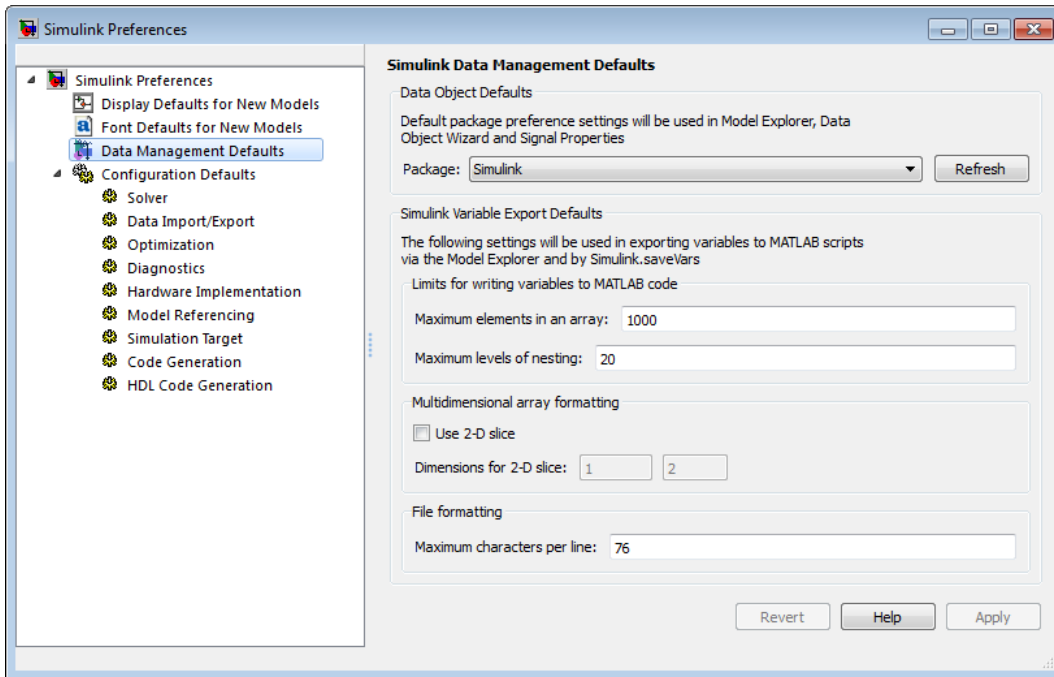 Simulink Preferences
Simulink Preferences
Display Defaults for New Models
Font Defaults for New Models
Data Management Defaults
Configuration Defaults
Solver
Data Import/Export
Optimization
Diagnostics
Hardware Implementation
Model Referencing
Simulation Target
Code Generation
HDL Code Generation
Simulink Data Management Defaults
Data Object Defaults
Default package preference settings will be used in Model Explorer, Data
Object Wizard and Signal Properties
Package: Simulink Refresh
Simulink Variable Export Defaults
The following settings will be used in exporting variables to MATLAB scripts
via the Model Explorer and by Simulink.saveVars
Limits for writing variables to MATLAB code
Maximum elements in an array: 1000
Maximum levels of nesting: 20
Multidimensional array formatting
Use 2-D slice
Dimensions for 2-D slice: 1 2
File formatting
Maximum characters per line: 76
Revert Help Apply